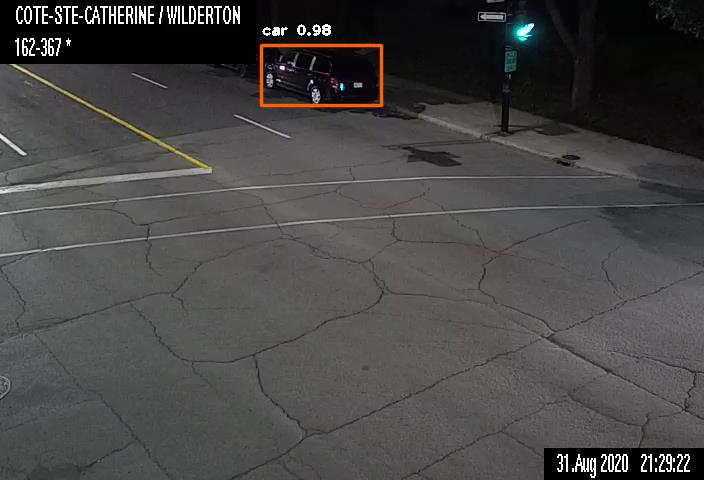 COTE-STE-CATHERINE / WILDERTON
162-367 *
car 0.98
31.Aug 2020 21:29:22